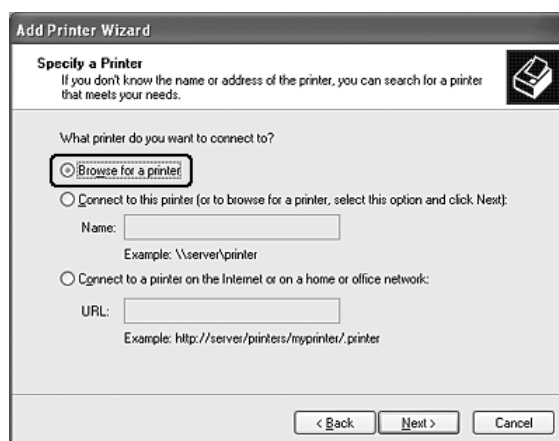 Add Printer Wizard
Specify a Printer
If you don't know the name or address of the printer, you can search for a printer
that meets your needs.
What printer do you want to connect to?
Browse for a printer
Connect to this printer (or to browse for a printer, select this option and click Next):
Name:
Example: \\server\printer
Connect to a printer on the Internet or on a home or office network:
URL:
Example: http://server/printers/myprinter/.printer
< Back Next > Cancel